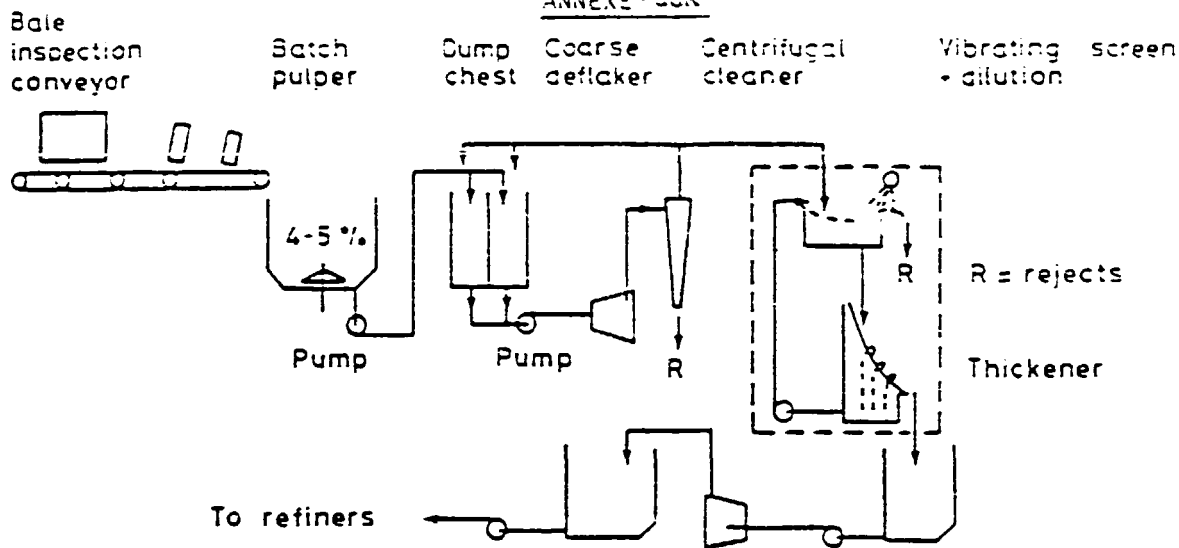 ANNEXE
Bale inspection conveyor
Batch pulper
Dump chest
Coarse deflaker
Centrifugal cleaner
Vibrating screen + dilution
4-5 %
R
R = rejects
Pump
Pump
R
Thickener
To refiners